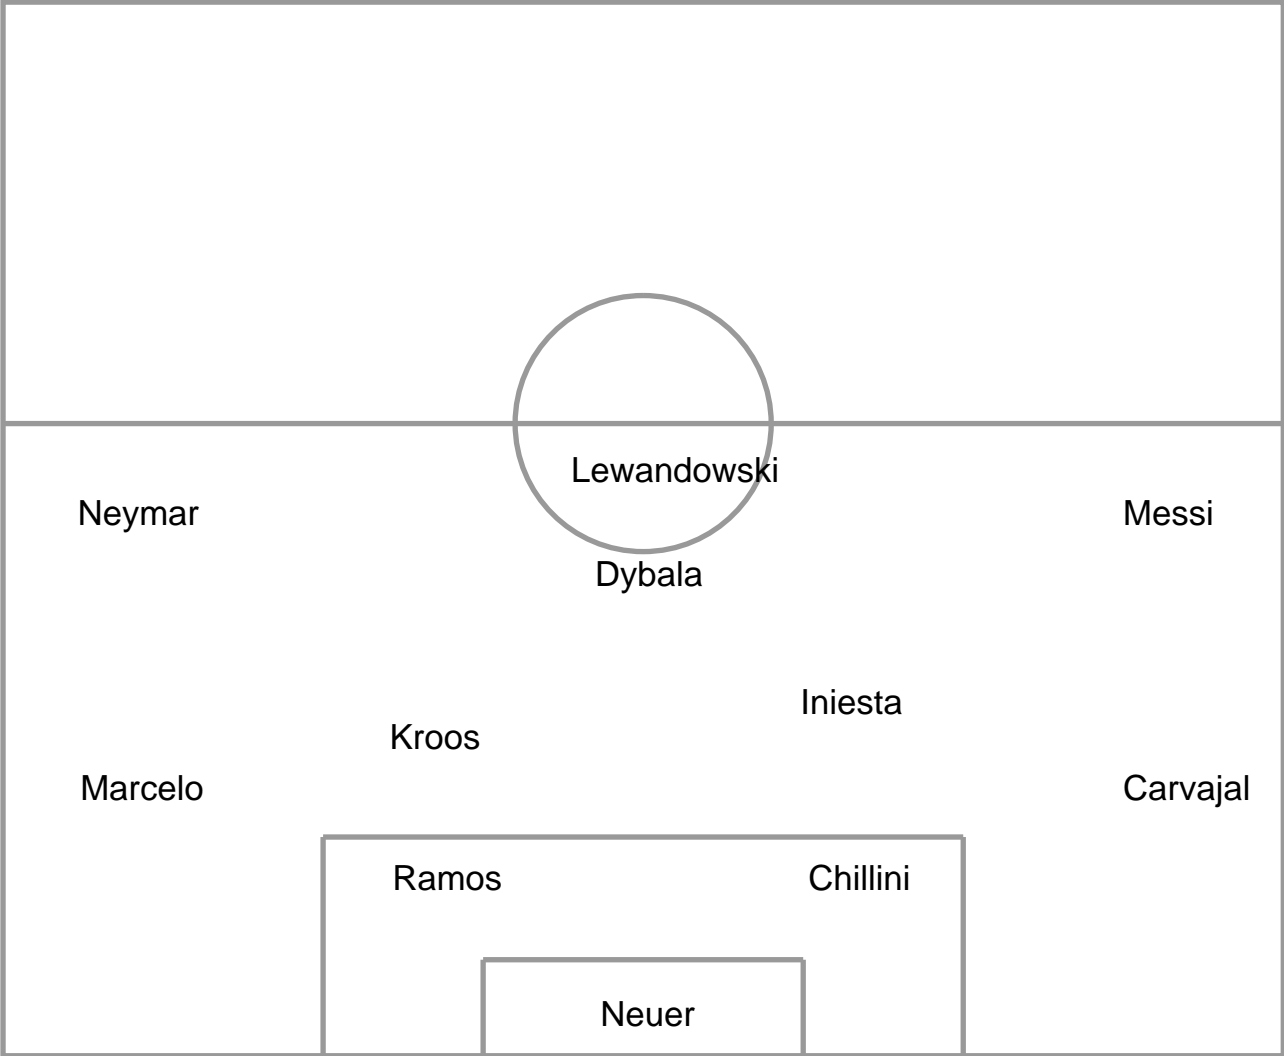 Lewandowski
Neymar
Messi
Dybala
Iniesta
Kroos
Marcelo
Carvajal
Ramos
Chillini
Neuer